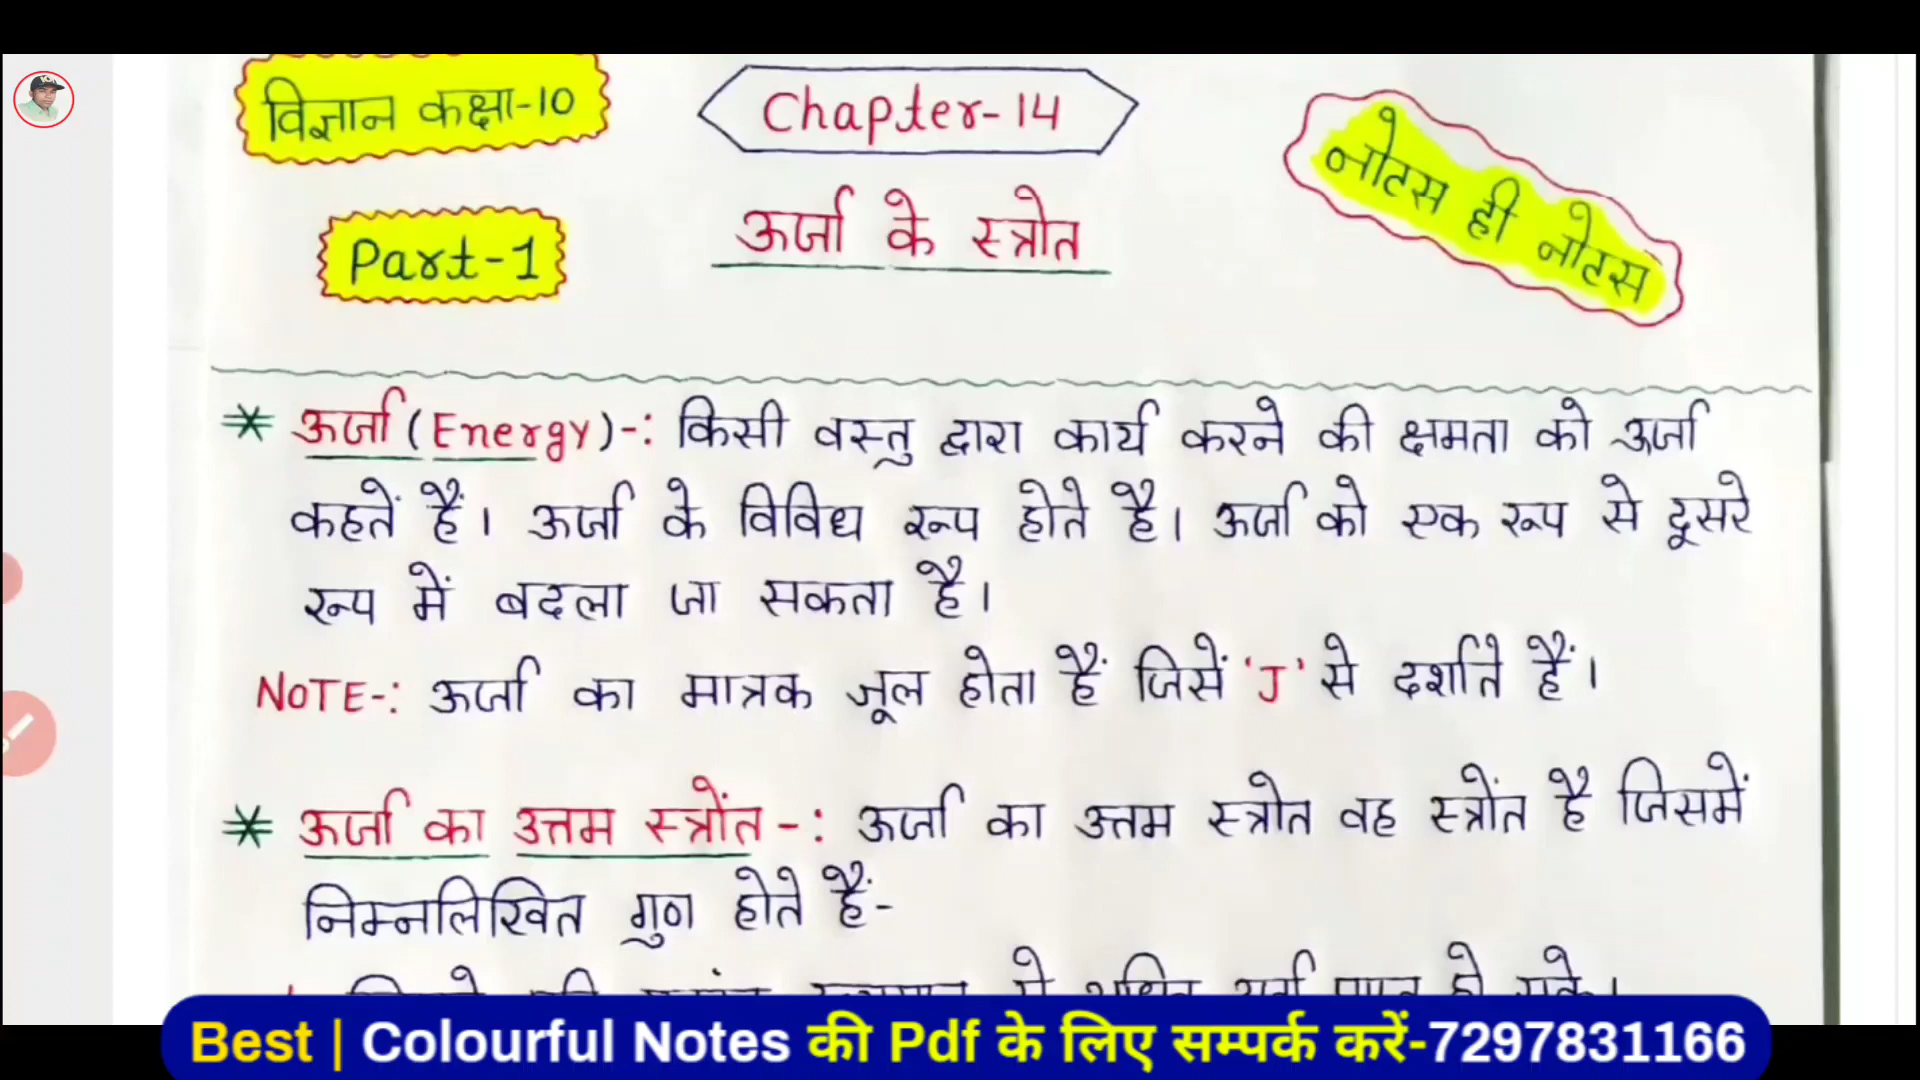 विज्ञान कक्षा-10
Chapter-14
नोटस ही नोटस
Part-1
ऊर्जा के स्त्रोत
* ऊर्जा (Energy)-: किसी वस्तु द्वारा कार्य करने की क्षमता को ऊर्जा
कहतें हैं। ऊर्जा के विविध रूप होते है। ऊर्जा को एक रूप से दूसरे
रूप में बदला जा सकता है।
NOTE-: ऊर्जा का मात्रक जूल होता हैं जिसें 'J' से दर्शाते हैं।
* ऊर्जा का उत्तम स्त्रोंत-: ऊर्जा का उत्तम स्त्रोत वह स्त्रोंत है जिसमें
निम्नलिखित गुण होते हैं-
Best | Colourful Notes की Pdf के लिए सम्पर्क करें-7297831166